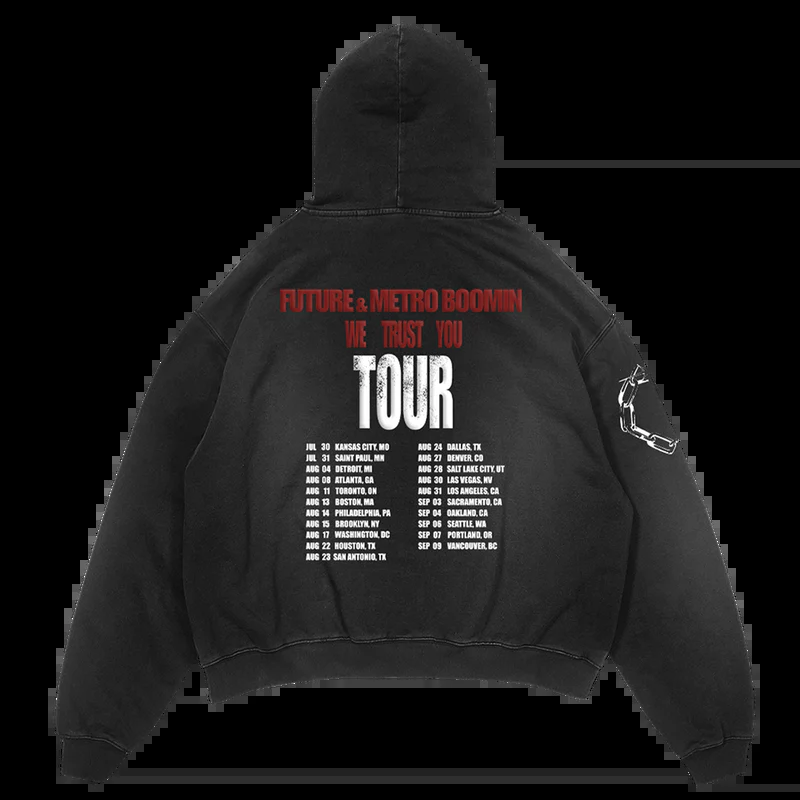 FUTURE & METRO BOOMIN
WE TRUST YOU
TOUR
JUL 30 KANSAS CITY, MO
JUL 31 SAINT PAUL, MN
AUG 04 DETROIT, MI
AUG 08 ATLANTA, GA
AUG 11 TORONTO, ON
AUG 13 BOSTON, MA
AUG 14 PHILADELPHIA, PA
AUG 15 BROOKLYN, NY
AUG 17 WASHINGTON, DC
AUG 22 HOUSTON, TX
AUG 23 SAN ANTONIO, TX
AUG 24 DALLAS, TX
AUG 27 DENVER, CO
AUG 28 SALT LAKE CITY, UT
AUG 30 LAS VEGAS, NV
AUG 31 LOS ANGELES, CA
SEP 03 SACRAMENTO, CA
SEP 04 OAKLAND, CA
SEP 06 SEATTLE, WA
SEP 07 PORTLAND, OR
SEP 09 VANCOUVER, BC